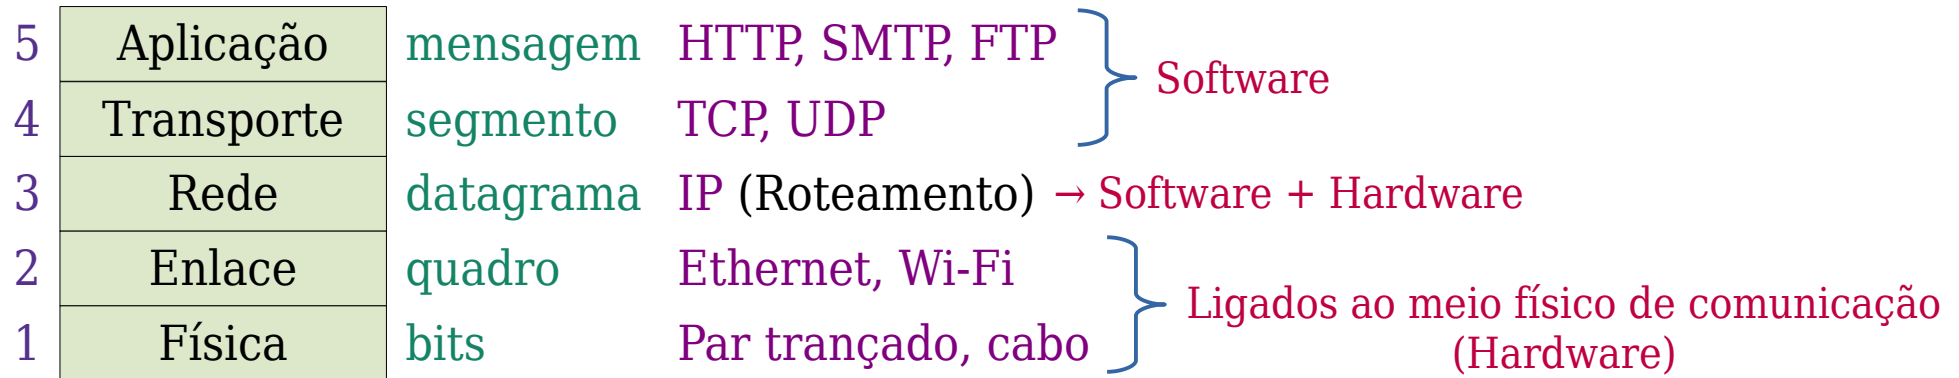 5 Aplicação mensagem HTTP, SMTP, FTP
Software
4 Transporte segmento TCP, UDP
3 Rede datagrama IP (Roteamento) → Software + Hardware
2 Enlace quadro Ethernet, Wi-Fi
Ligados ao meio físico de comunicação
(Hardware)
1 Física bits Par trançado, cabo